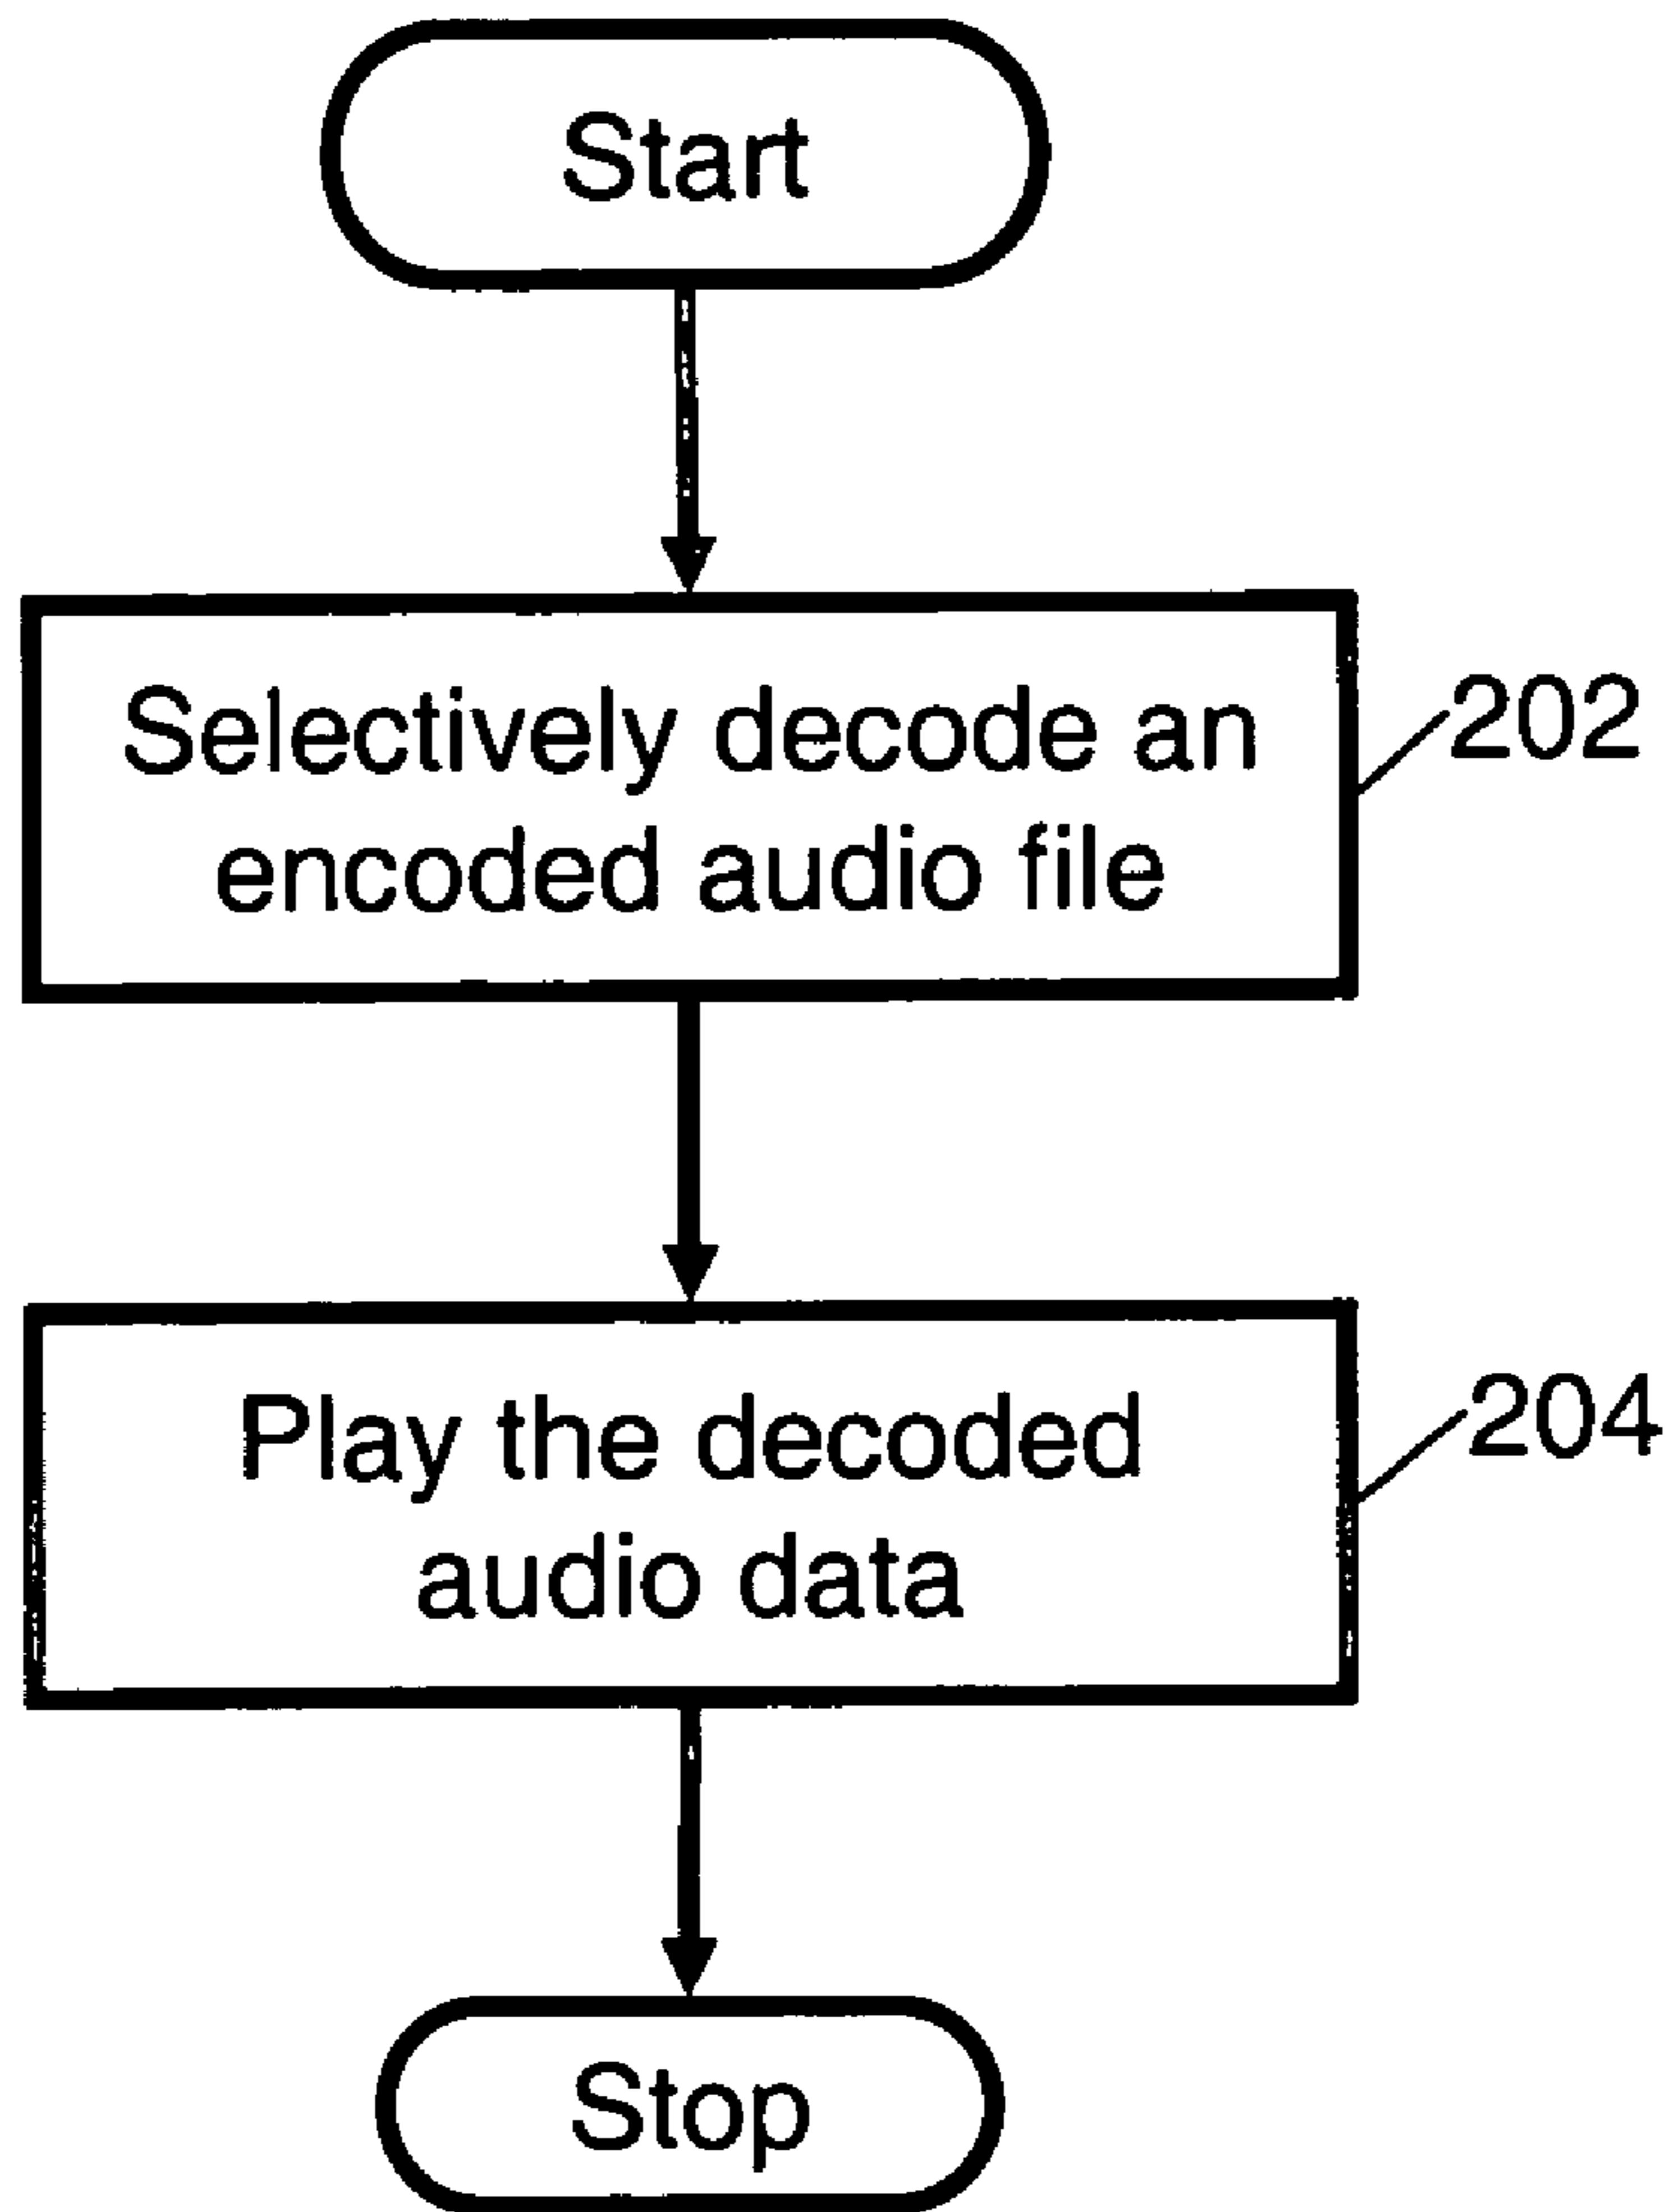 Start
Selectively decode an
encoded audio file
202
Play the decoded
audio data
204
Stop